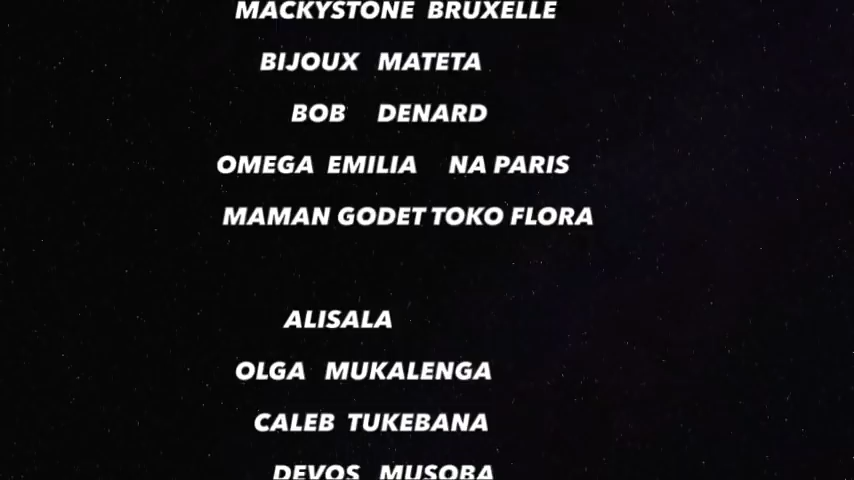 MACKYSTONE BRUXELLE
BIJOUX MATETA
BOB DENARD
OMEGA EMILIA NA PARIS
MAMAN GODET TOKO FLORA
ALISALA
OLGA MUKALENGA
CALEB TUKEBANA
DEVOS MUSOBA